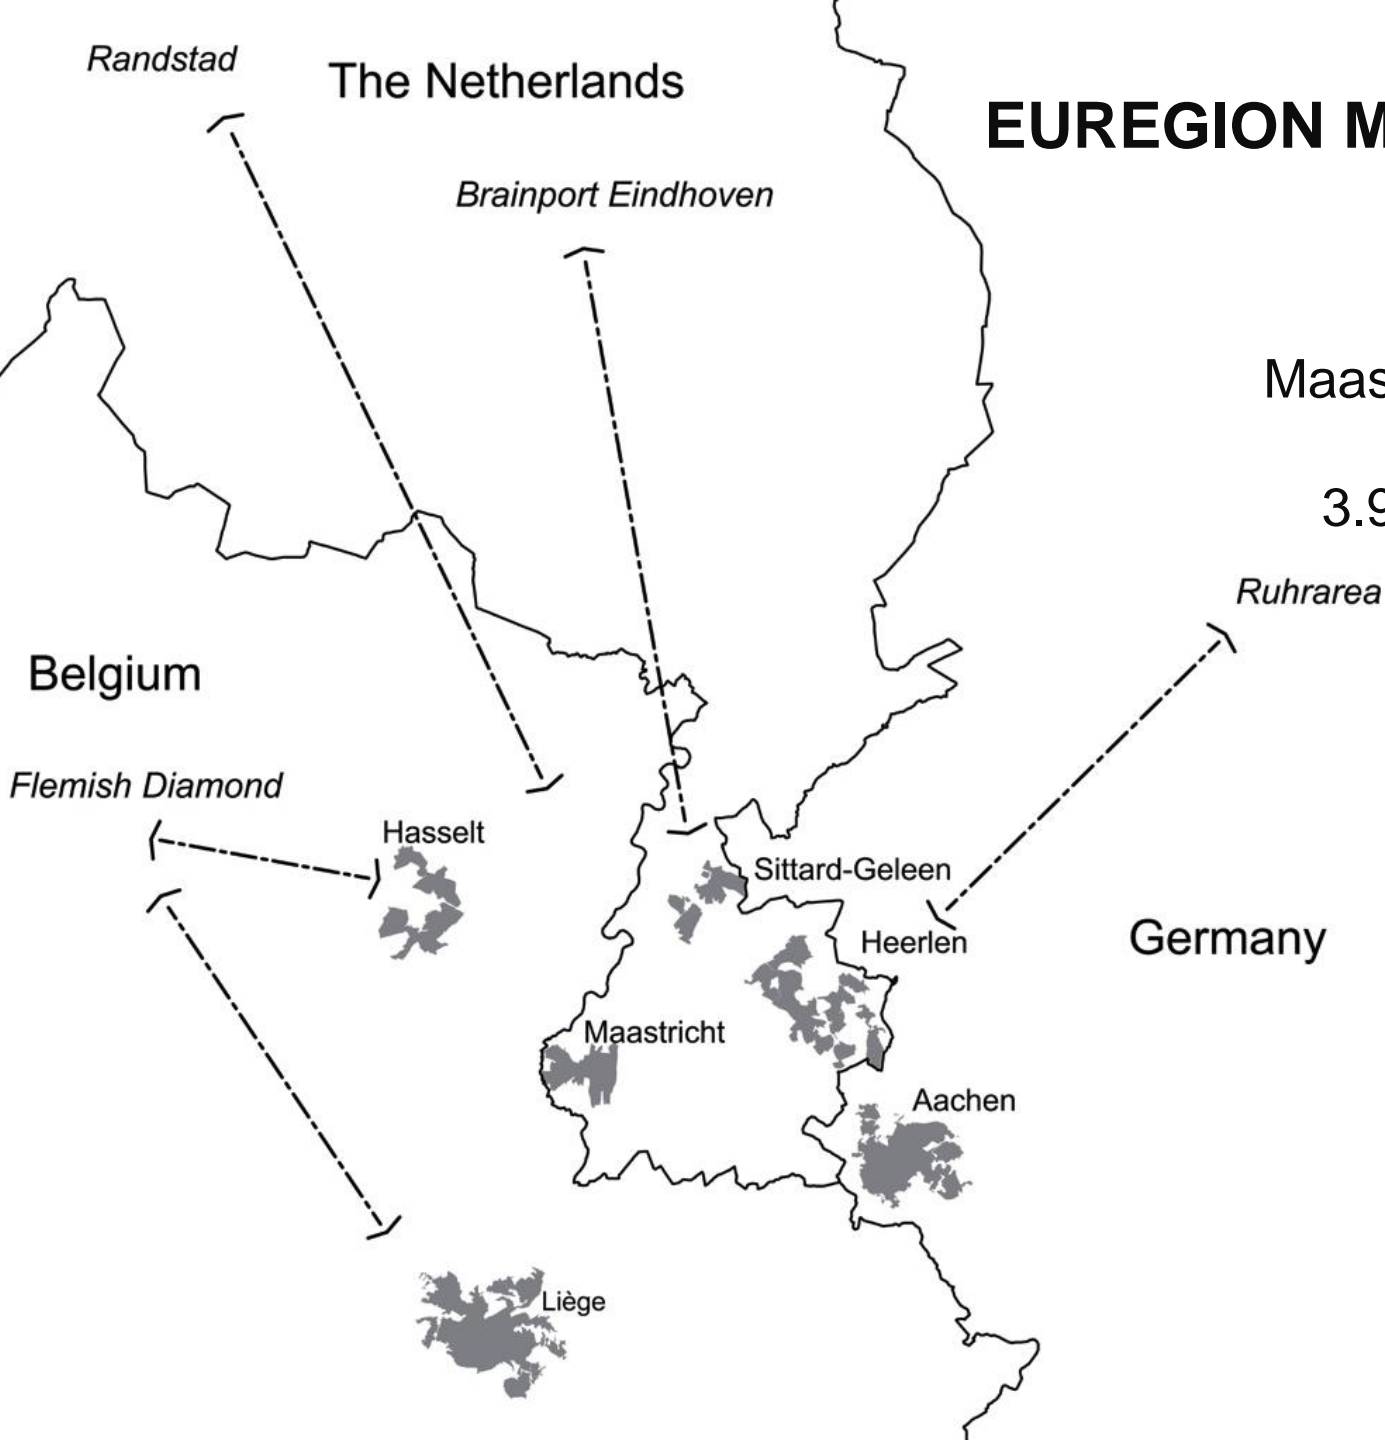 Randstad
The Netherlands
EUREGION M
Brainport Eindhoven
Maas
3.9
Ruhrarea
Belgium
Flemish Diamond
Hasselt
Sittard-Geleen
Heerlen
Germany
Maastricht
Aachen
Liège